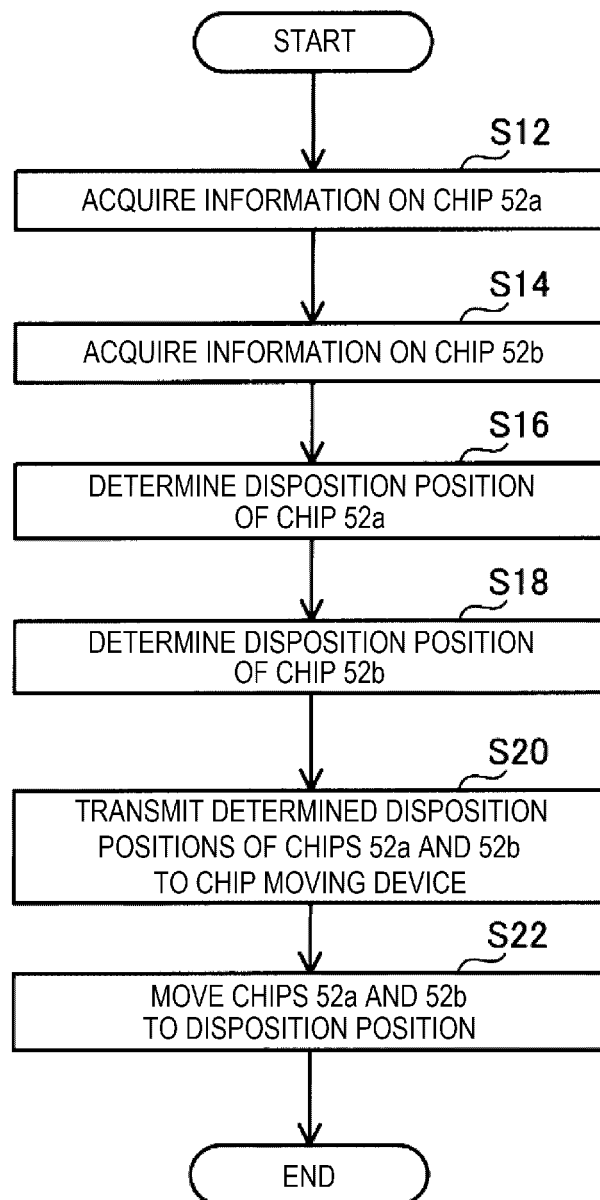 START
S12
ACQUIRE INFORMATION ON CHIP 52a
S14
ACQUIRE INFORMATION ON CHIP 52b
S16
DETERMINE DISPOSITION POSITION
OF CHIP 52a
S18
DETERMINE DISPOSITION POSITION
OF CHIP 52b
S20
TRANSMIT DETERMINED DISPOSITION
POSITIONS OF CHIPS 52a AND 52b
TO CHIP MOVING DEVICE
S22
MOVE CHIPS 52a AND 52b
TO DISPOSITION POSITION
END